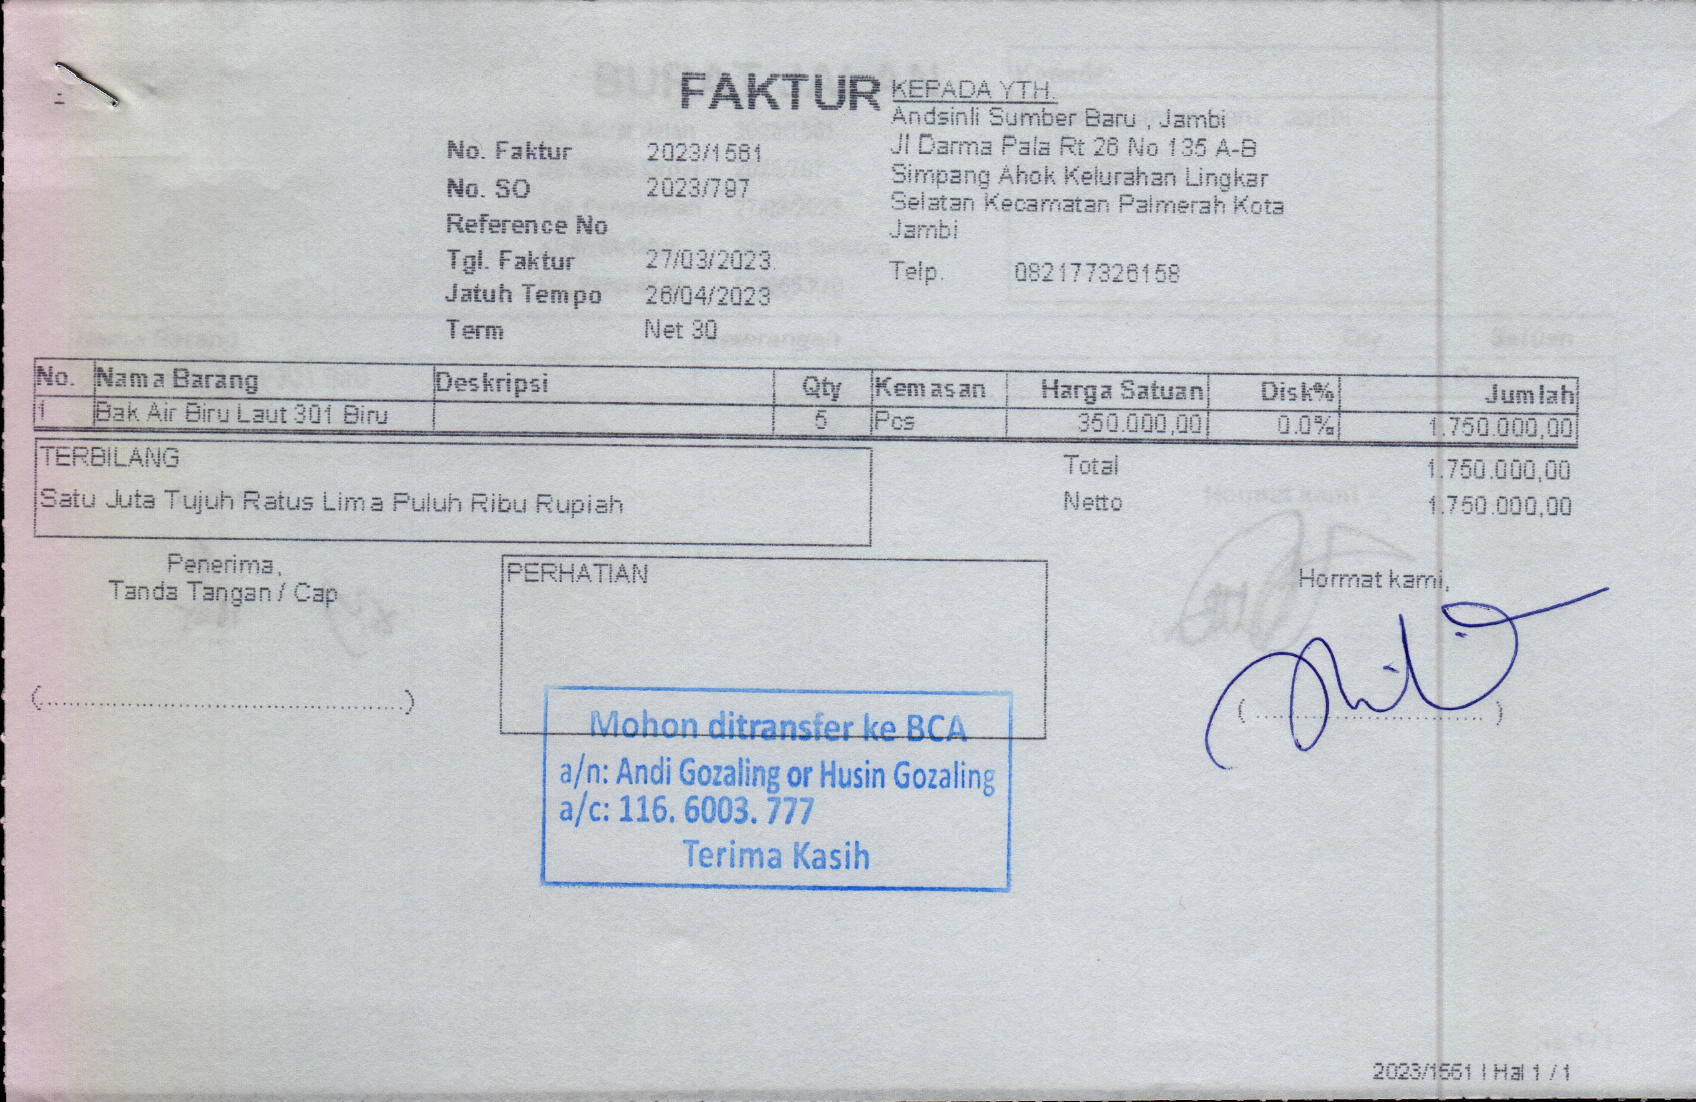 FAKTUR
KEPADA YTH.
Andsinli Sumber Baru , Jambi
Jl Darma Pala Rt 26 No 135 A-B
Simpang Ahok Kelurahan Lingkar
Selatan Kecamatan Palmerah Kota
Jambi
Telp. 082177326158
No. Faktur 2023/1561
No. SO 2023/797
Reference No
Tgl. Faktur 27/03/2023
Jatuh Tempo 26/04/2023
Term Net 30
No. Nama Barang Deskripsi Qty Kemasan Harga Satuan Disk% Jumlah
1 Bak Air Biru Laut 301 Biru 5 Pcs 350.000,00 0.0% 1.750.000,00
TERBILANG
Satu Juta Tujuh Ratus Lima Puluh Ribu Rupiah
Total 1.750.000,00
Netto 1.750.000,00
Penerima,
Tanda Tangan / Cap
(............................................)
PERHATIAN
Hormat kami,
(..............................)
Mohon ditransfer ke BCA
a/n: Andi Gozaling or Husin Gozaling
a/c: 116. 6003. 777
Terima Kasih
2023/1561 | Hal 1 / 1